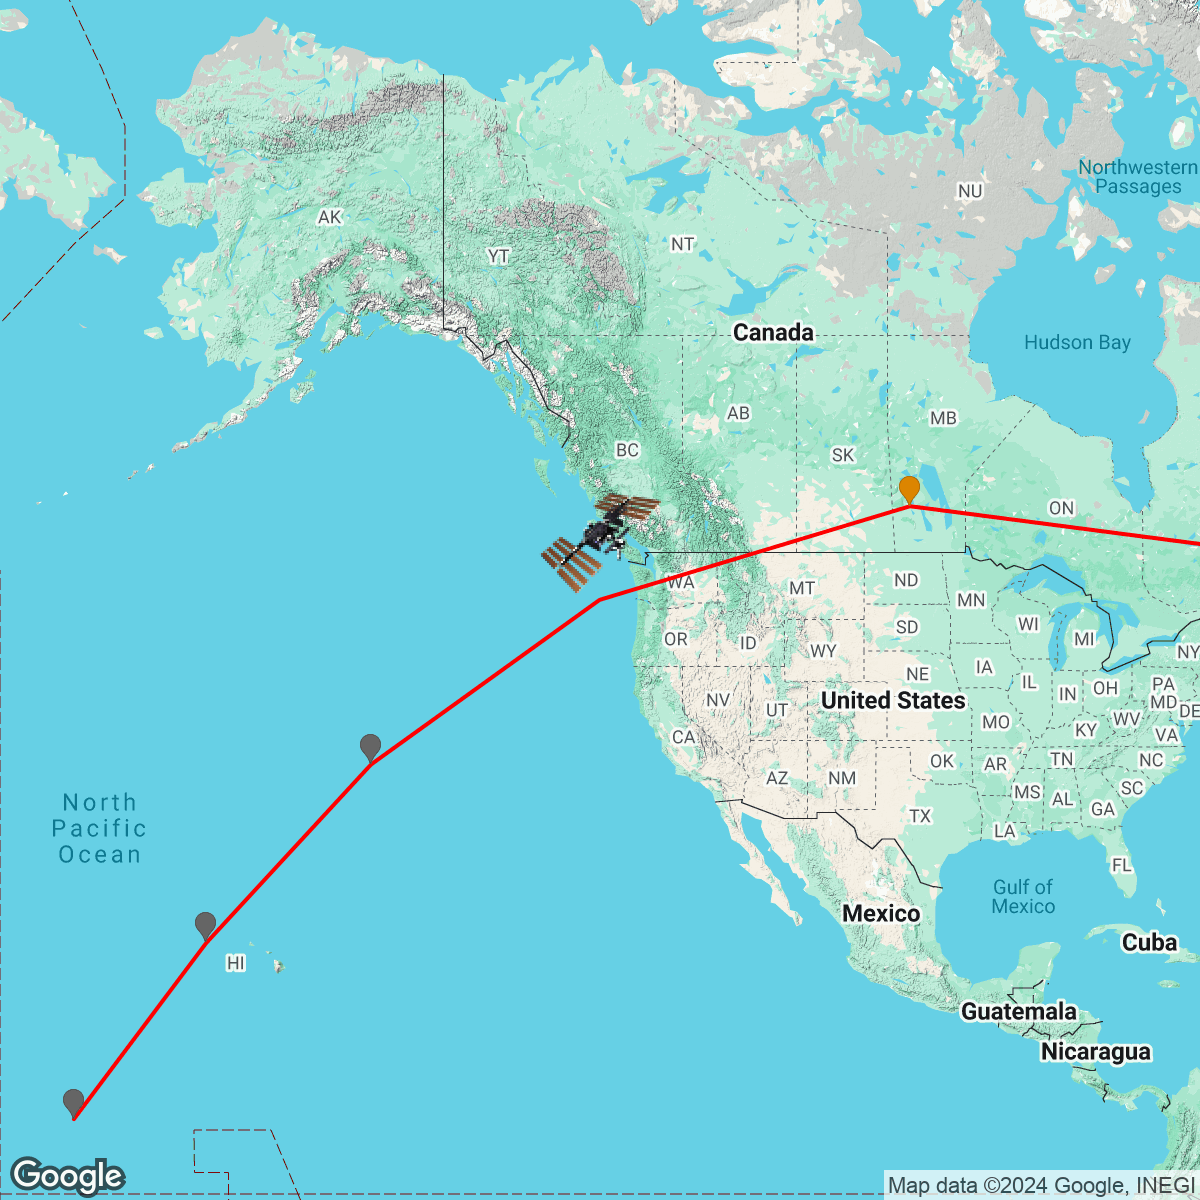 Northwestern
Passages
NU
AK
NT
YT
Canada
Hudson Bay
AB
MB
BC
SK
ON
WA
MT
ND
MN
OR
ID
SD
WI
MI
WY
NY
IA
NE
NV
UT
United States
IL
IN
OH
PA
MD
DE
CA
MO
KY
WV
VA
AZ
NM
OK
AR
TN
NC
MS
AL
GA
SC
TX
LA
North
Pacific
Ocean
FL
Gulf of
Mexico
Mexico
Cuba
HI
Guatemala
Nicaragua
Google
Map data ©2024 Google, INEGI